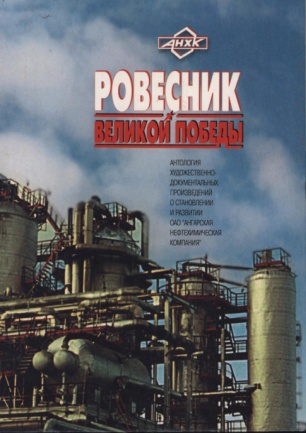 АНХК
РОВЕСНИК
ВЕЛИКОЙ ПОБЕДЫ
АНТОЛОГИЯ
ХУДОЖЕСТВЕННО-
ДОКУМЕНТАЛЬНЫХ
ПРОИЗВЕДЕНИЙ
О СТАНОВЛЕНИИ
И РАЗВИТИИ
ОАО "АНГАРСКАЯ
НЕФТЕХИМИЧЕСКАЯ
КОМПАНИЯ"